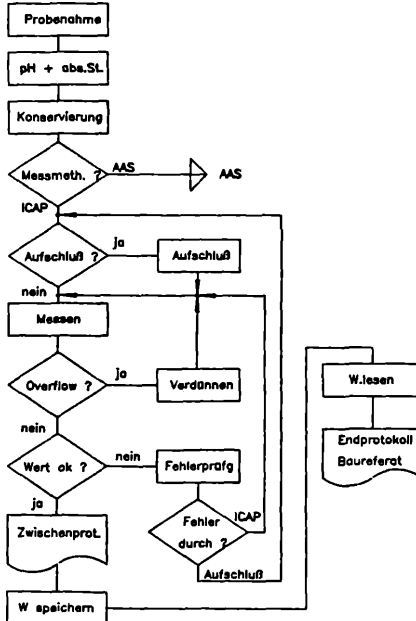 Probenahme
pH + abs.St.
Konservierung
Messmeth. ?
AAS
AAS
ICAP
Aufschluß ?
ja
Aufschluß
nein
Messen
Overflow ?
ja
Verdünnen
nein
Wert ok ?
nein
Fehlerprüfg
ja
Zwischenprot.
Fehler
durch ?
ICAP
Aufschluß
W speichern
W.lesen
Endprotokoll
Baureferat